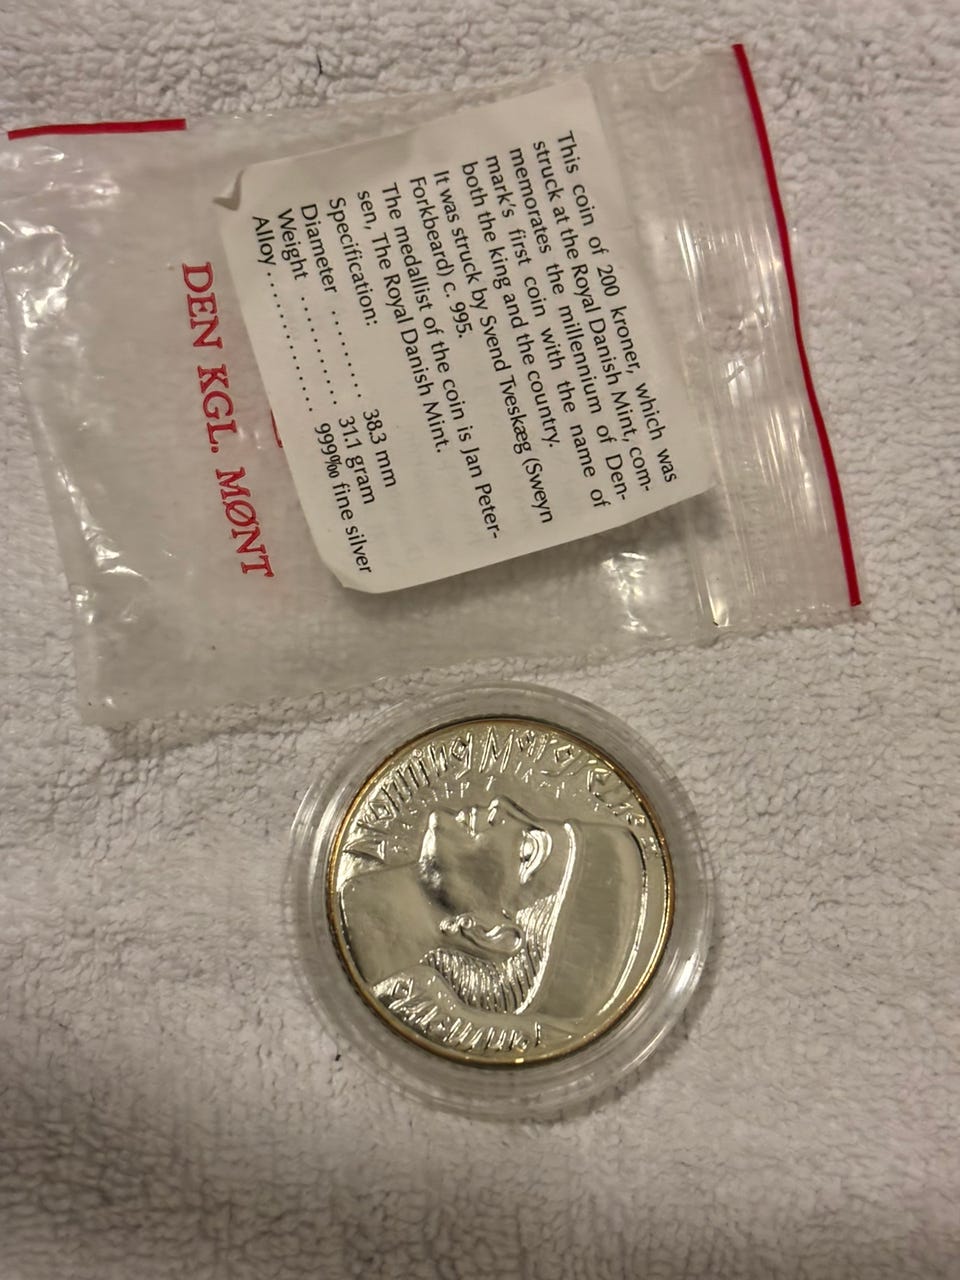 This coin of 200 kroner, which was
struck at the Royal Danish Mint, com-
memorates the millennium of Den-
mark's first coin with the name of
both the king and the country.
It was struck by Svend Tveskæg (Sweyn
Forkbeard) c. 995.
The medallist of the coin is Jan Peter-
sen, The Royal Danish Mint.
Specification:
Diameter . . . . . . . . . 38.3 mm
Weight . . . . . . . . . . . 31.1 gram
Alloy . . . . . . . . . . . . . 999‰ fine silver
DEN KGL. MØNT
Dronning Margrethe
Danmark